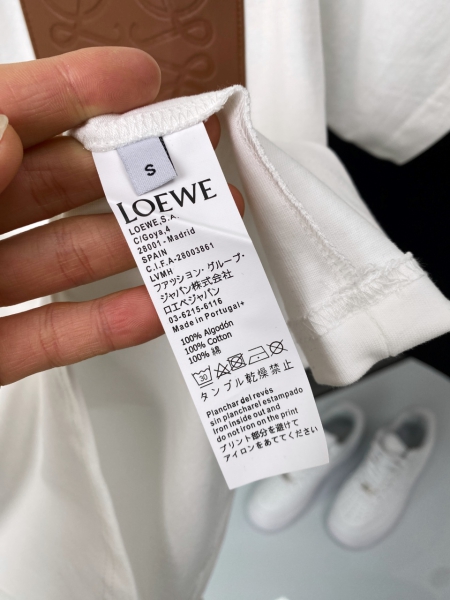 S
LOEWE
LOEWE,S.A.
C/Goya,4
28001-Madrid
SPAIN
C.I.F.A-28003861
LVMH
ファッション・グループ・
ジャパン株式会社
ロエベジャパン
03-6215-6116
Made in Portugal+
100% Algodón
100% Cotton
100% 綿
30
タンブル乾燥禁止
Planchar del revés
sin plancharel estampado
iron inside out and
do not iron on the print
プリント部分を避けて
アイロンをあててください